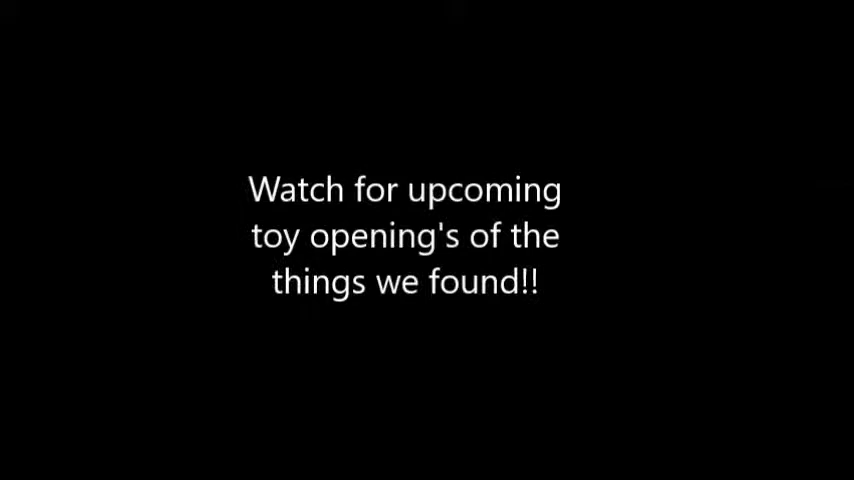 Watch for upcoming
toy opening's of the
things we found!!